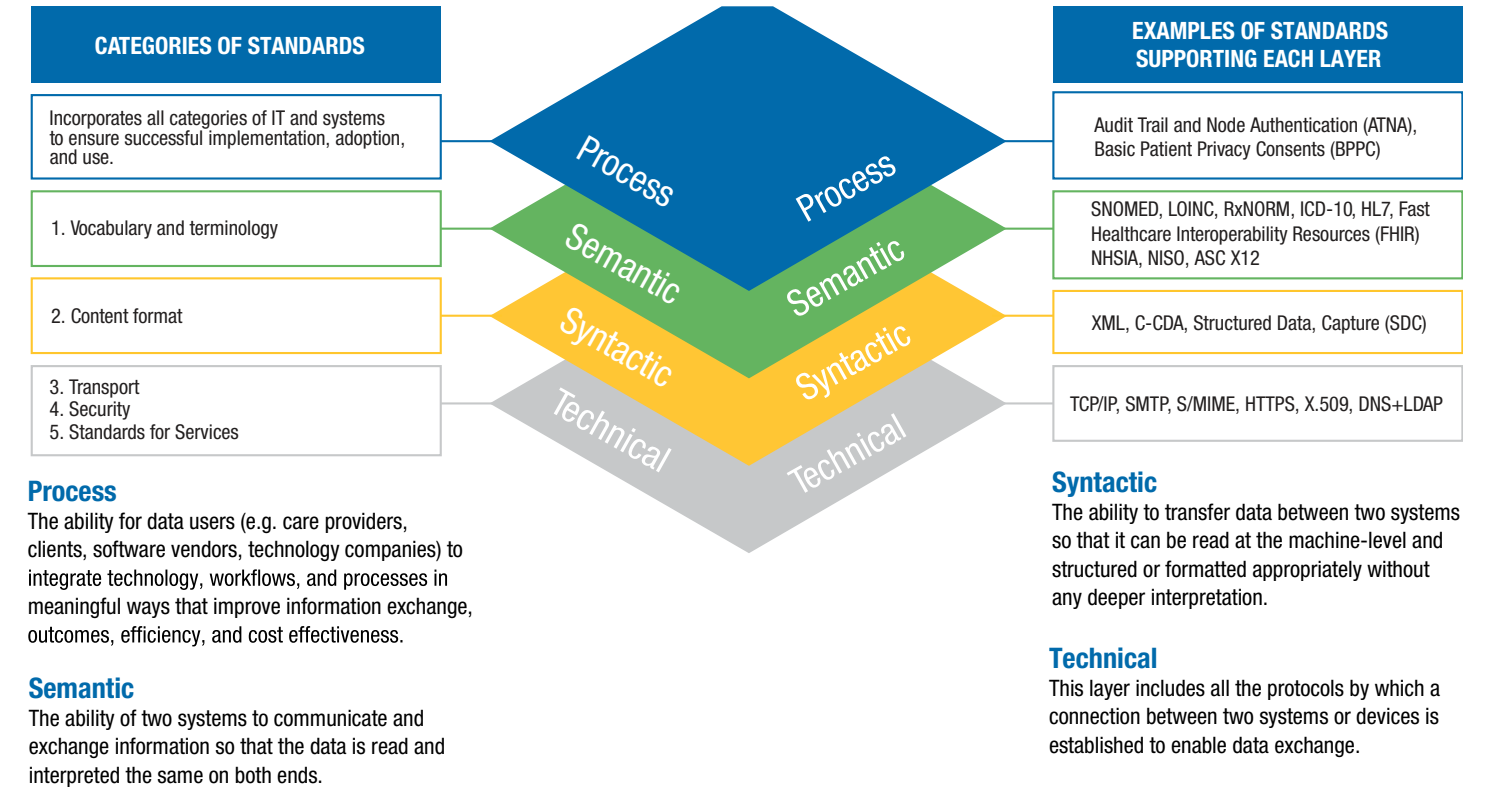 CATEGORIES OF STANDARDS
EXAMPLES OF STANDARDS
SUPPORTING EACH LAYER
Incorporates all categories of IT and systems
to ensure successful implementation, adoption,
and use.
Process
Process
Audit Trail and Node Authentication (ATNA),
Basic Patient Privacy Consents (BPPC)
1. Vocabulary and terminology
Semantic
Semantic
SNOMED, LOINC, RxNORM, ICD-10, HL7, Fast
Healthcare Interoperability Resources (FHIR)
NHSIA, NISO, ASC X12
2. Content format
Syntactic
Syntactic
XML, C-CDA, Structured Data, Capture (SDC)
3. Transport
4. Security
5. Standards for Services
Technical
Technical
TCP/IP, SMTP, S/MIME, HTTPS, X.509, DNS+LDAP
Process
The ability for data users (e.g. care providers,
clients, software vendors, technology companies) to
integrate technology, workflows, and processes in
meaningful ways that improve information exchange,
outcomes, efficiency, and cost effectiveness.
Semantic
The ability of two systems to communicate and
exchange information so that the data is read and
interpreted the same on both ends.
Syntactic
The ability to transfer data between two systems
so that it can be read at the machine-level and
structured or formatted appropriately without
any deeper interpretation.
Technical
This layer includes all the protocols by which a
connection between two systems or devices is
established to enable data exchange.